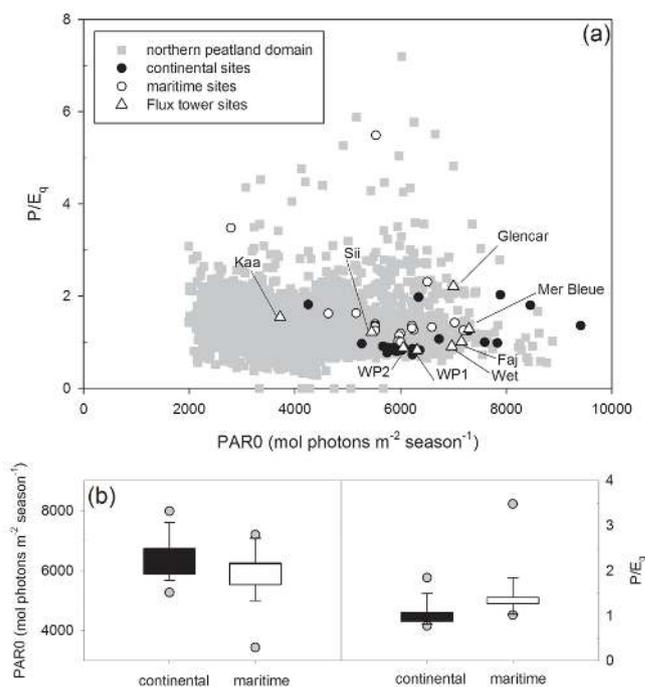 (a)
8
6
4
2
0
P/Eq
northern peatland domain
continental sites
maritime sites
Flux tower sites
Glencar
Kaa
Sii
Mer Bleue
WP2
WP1
Faj
Wet
0
2000
4000
6000
8000
10000
PAR0 (mol photons m⁻² season⁻¹)
(b)
PAR0 (mol photons m⁻² season⁻¹)
8000
6000
4000
4
3
2
1
0
P/Eq
continental
maritime
continental
maritime